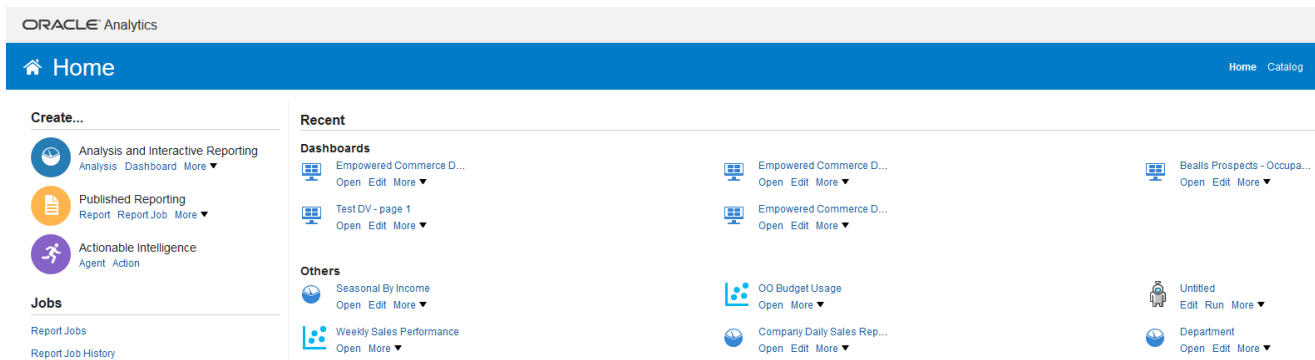 ORACLE Analytics
Home
Home Catalog
Create...
Analysis and Interactive Reporting
Analysis Dashboard More ▼
Published Reporting
Report Report Job More ▼
Actionable Intelligence
Agent Action
Jobs
Report Jobs
Report Job History
Recent
Dashboards
Empowered Commerce D...
Open Edit More ▼
Empowered Commerce D...
Open Edit More ▼
Bealls Prospects - Occupa...
Open Edit More ▼
Test DV - page 1
Open Edit More ▼
Empowered Commerce D...
Open Edit More ▼
Others
Seasonal By Income
Open Edit More ▼
OO Budget Usage
Open More ▼
Untitled
Edit Run More ▼
Weekly Sales Performance
Open More ▼
Company Daily Sales Rep...
Open Edit More ▼
Department
Open Edit More ▼